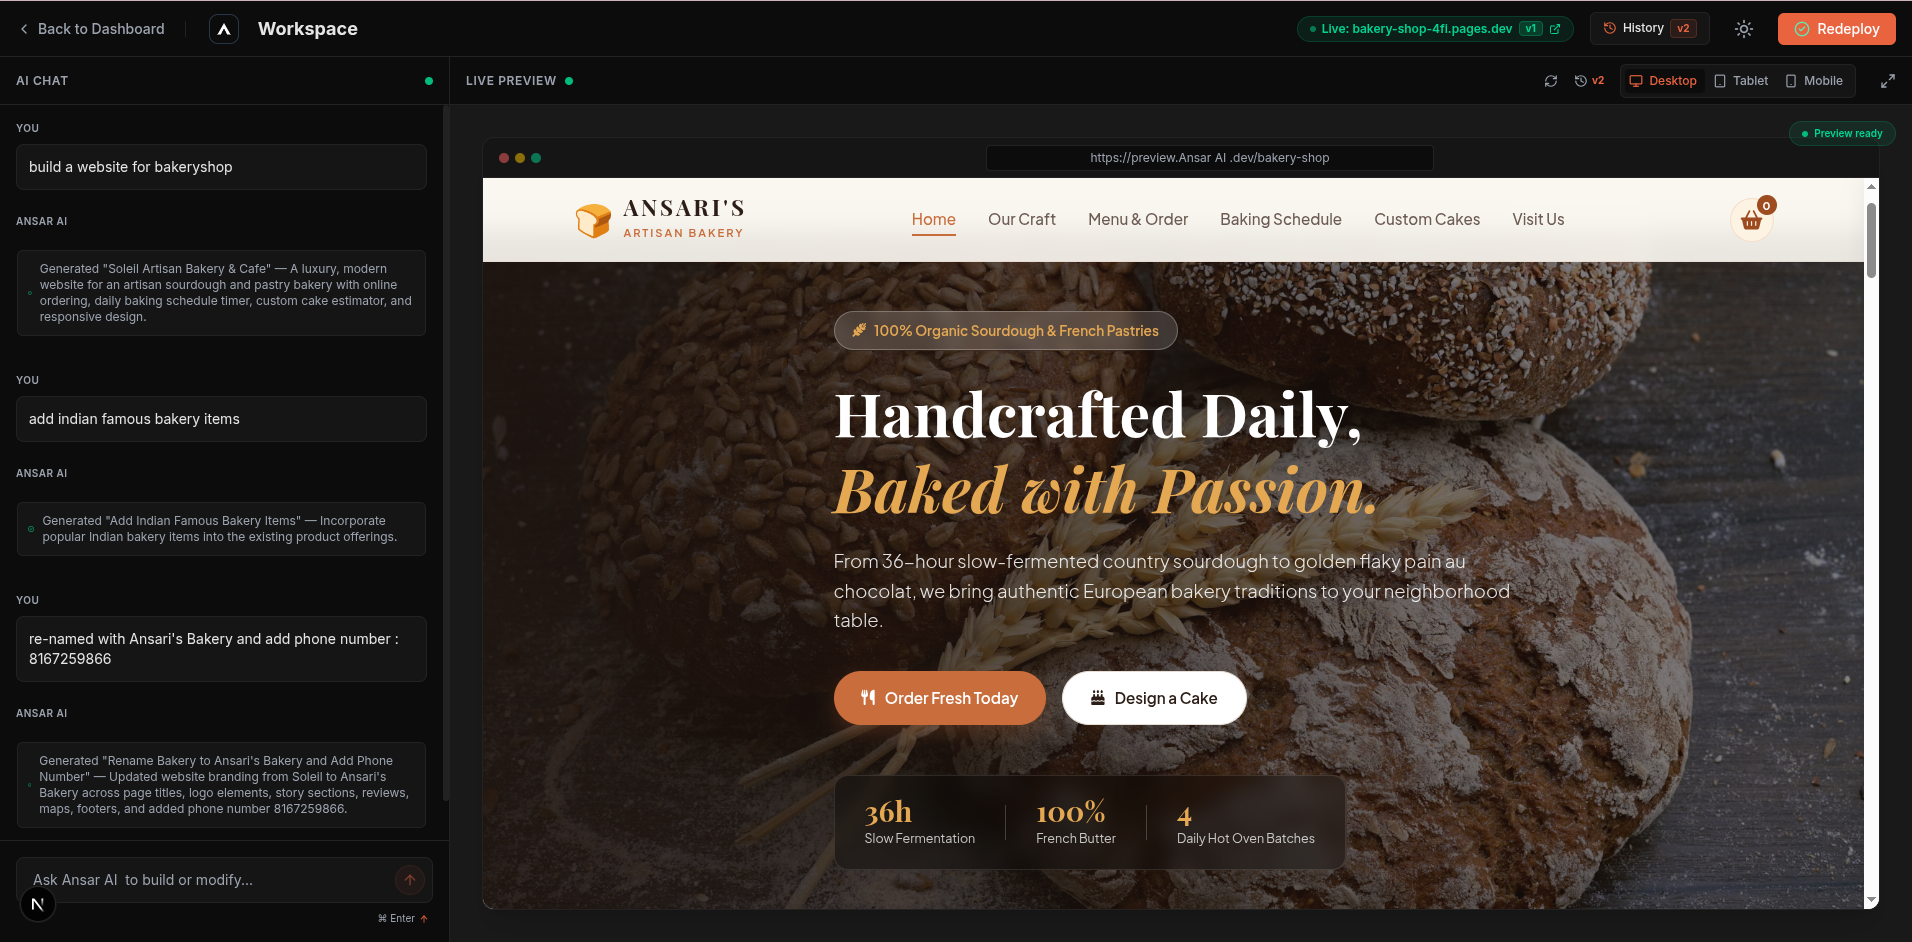 Back to Dashboard
Workspace
Live: bakery-shop-4fl.pages.dev v1
History v2
Redeploy
AI CHAT
LIVE PREVIEW
v2
Desktop
Tablet
Mobile
YOU
build a website for bakeryshop
ANSAR AI
Generated "Soleil Artisan Bakery & Cafe" — A luxury, modern
website for an artisan sourdough and pastry bakery with online
ordering, daily baking schedule timer, custom cake estimator, and
responsive design.
YOU
add indian famous bakery items
ANSAR AI
Generated "Add Indian Famous Bakery Items" — Incorporate
popular Indian bakery items into the existing product offerings.
YOU
re-named with Ansari's Bakery and add phone number :
8167259866
ANSAR AI
Generated "Rename Bakery to Ansari's Bakery and Add Phone
Number" — Updated website branding from Soleil to Ansari's
Bakery across page titles, logo elements, story sections, reviews,
maps, footers, and added phone number 8167259866.
Ask Ansar AI  to build or modify...
N
⌘ Enter
Preview ready
https://preview.Ansar AI .dev/bakery-shop
ANSARI'S
ARTISAN BAKERY
Home
Our Craft
Menu & Order
Baking Schedule
Custom Cakes
Visit Us
0
100% Organic Sourdough & French Pastries
Handcrafted Daily,
Baked with Passion.
From 36-hour slow-fermented country sourdough to golden flaky pain au
chocolat, we bring authentic European bakery traditions to your neighborhood
table.
Order Fresh Today
Design a Cake
36h
Slow Fermentation
100%
French Butter
4
Daily Hot Oven Batches